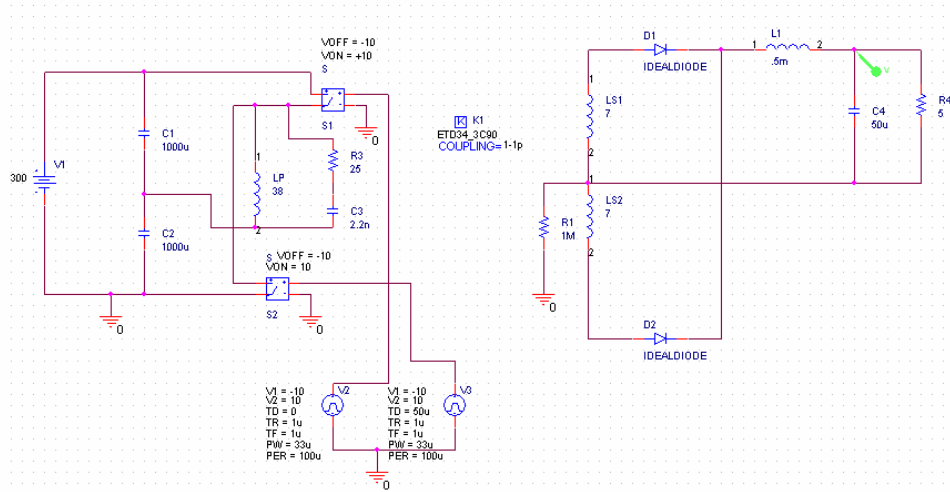 VOFF = -10
VON = +10
S
S1
0
C1
1000u
V1
300
1
LP
38
2
R3
25
C3
2.2n
C2
1000u
0
S VOFF = -10
VON = 10
S2
0
K K1
ETD34_3C90
COUPLING= 1-1p
D1
IDEALDIODE
1
L1
2
.5m
V
1
LS1
7
2
C4
50u
R4
5
1
LS2
7
2
R1
1M
0
D2
IDEALDIODE
V1 = -10
V2 = 10
TD = 0
TR = 1u
TF = 1u
PW = 33u
PER = 100u
V2
V1 = -10
V2 = 10
TD = 50u
TR = 1u
TF = 1u
PW = 33u
PER = 100u
V3
0